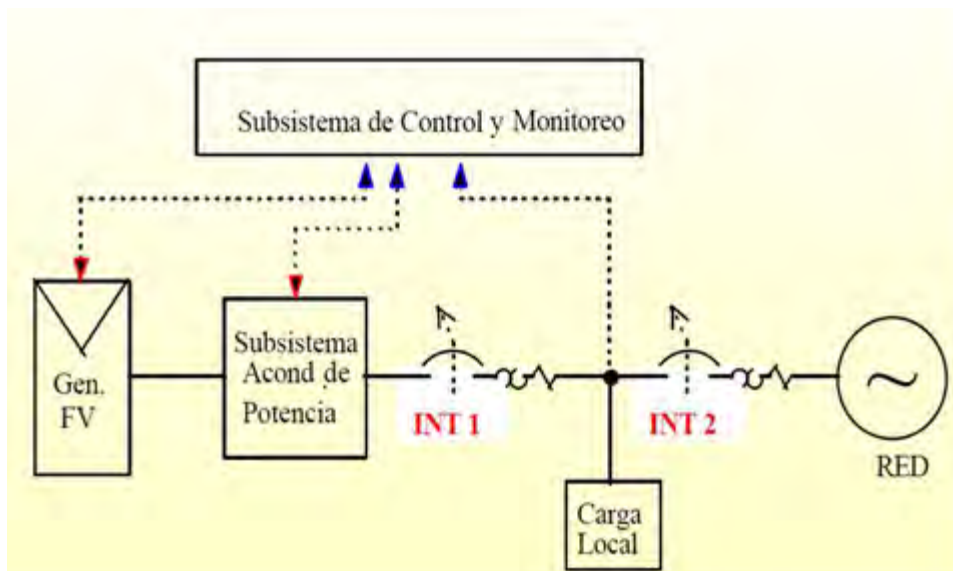 Subsistema de Control y Monitoreo
Gen.
FV
Subsistema
Acond de
Potencia
INT 1
INT 2
RED
Carga
Local